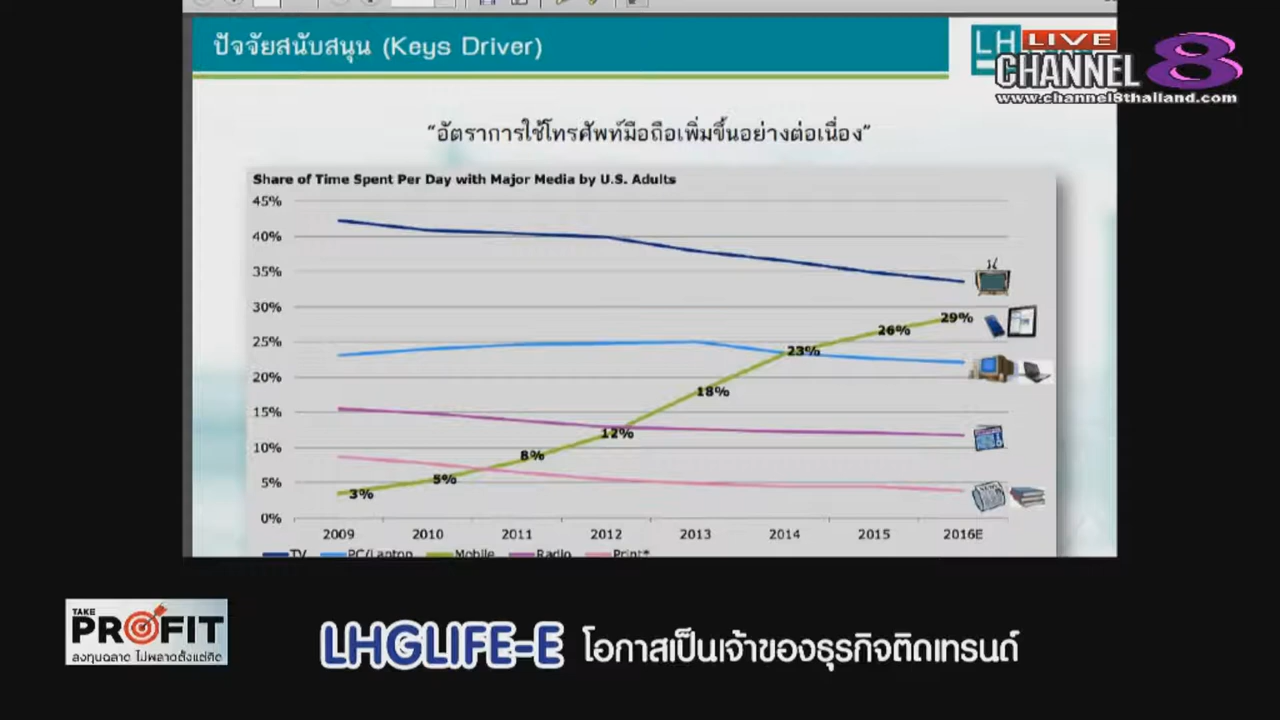 ปัจจัยสนับสนุน (Keys Driver)
LH
LIVE
CHANNEL 8
www.channel8thailand.com
“อัตราการใช้โทรศัพท์มือถือเพิ่มขึ้นอย่างต่อเนื่อง”
Share of Time Spent Per Day with Major Media by U.S. Adults
45%
40%
35%
30%
25%
20%
15%
10%
5%
0%
3%
5%
8%
12%
18%
23%
26%
29%
2009 2010 2011 2012 2013 2014 2015 2016E
TV PC/Laptop Mobile Radio Print*
TAKE
PROFIT
ลงทุนฉลาด ไม่พลาดตั้งแต่คิด
LHGLIFE-E โอกาสเป็นเจ้าของธุรกิจติดเทรนด์